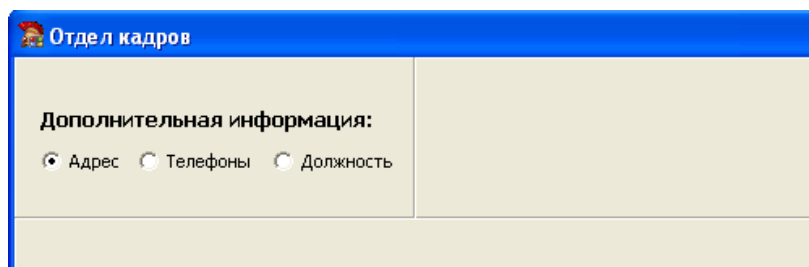 Отдел кадров
Дополнительная информация:
Адрес Телефоны Должность